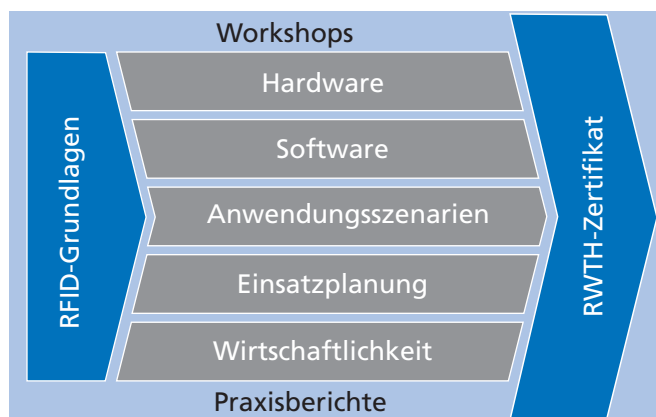 Workshops
RFID-Grundlagen
Hardware
Software
Anwendungsszenarien
Einsatzplanung
Wirtschaftlichkeit
RWTH-Zertifikat
Praxisberichte